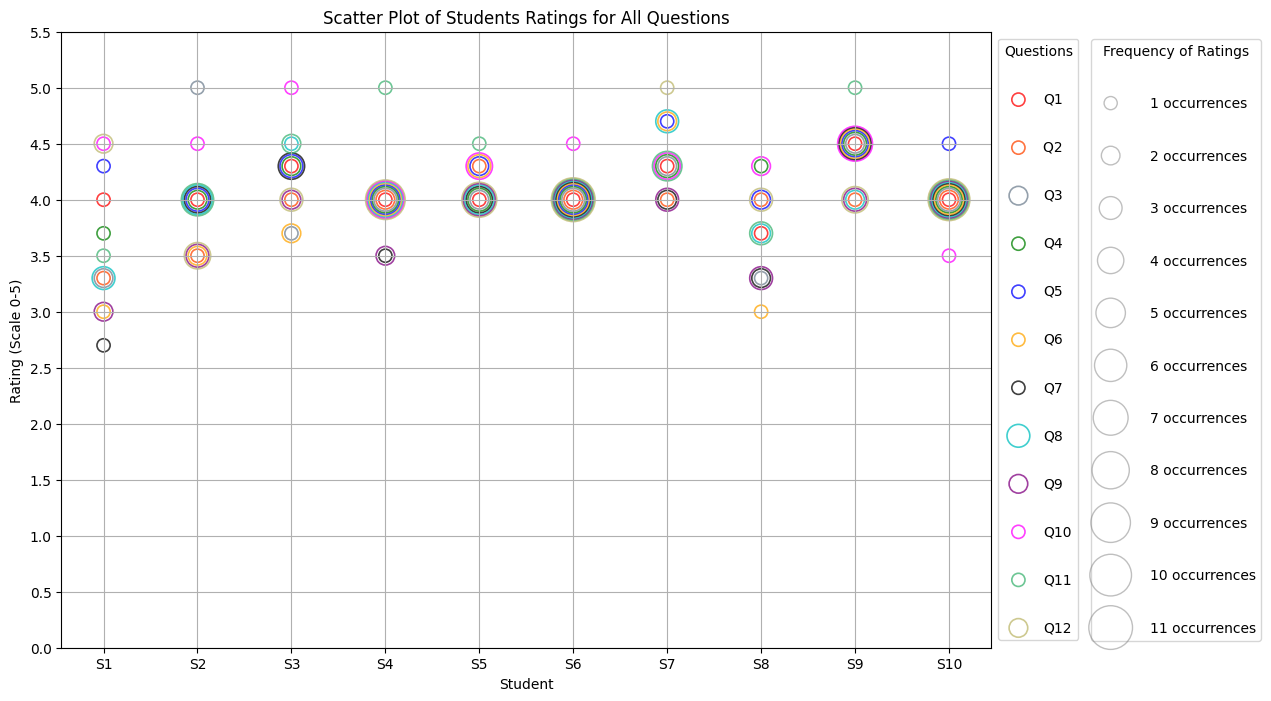 Scatter Plot of Students Ratings for All Questions
Rating (Scale 0-5)
5.5
5.0
4.5
4.0
3.5
3.0
2.5
2.0
1.5
1.0
0.5
0.0
S1 S2 S3 S4 S5 S6 S7 S8 S9 S10
Student
Questions
Q1
Q2
Q3
Q4
Q5
Q6
Q7
Q8
Q9
Q10
Q11
Q12
Frequency of Ratings
1 occurrences
2 occurrences
3 occurrences
4 occurrences
5 occurrences
6 occurrences
7 occurrences
8 occurrences
9 occurrences
10 occurrences
11 occurrences